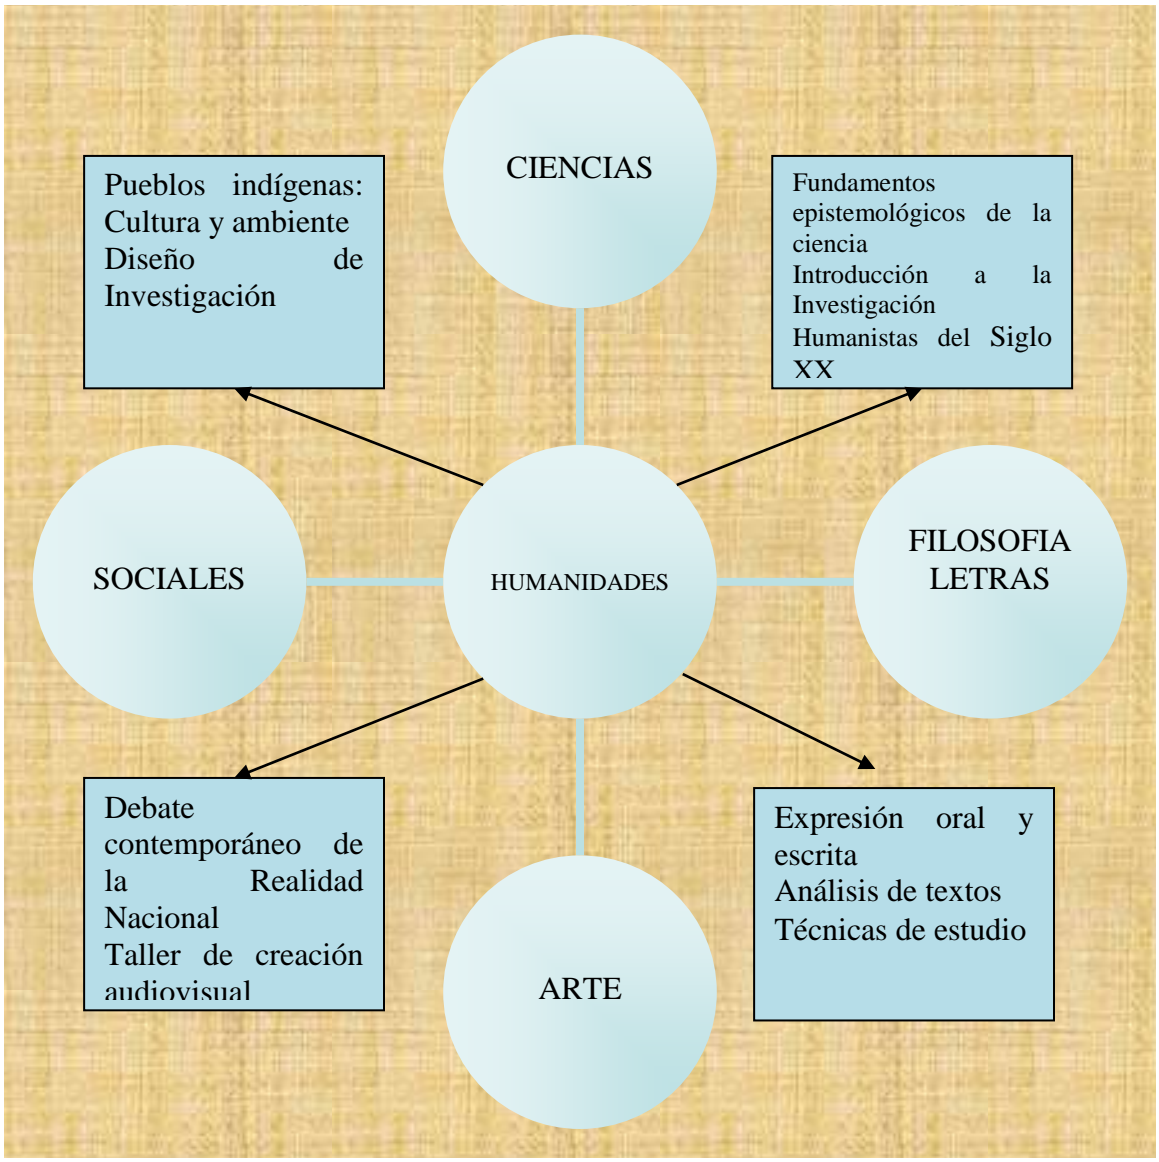 CIENCIAS
Pueblos indígenas:
Cultura y ambiente
Diseño de
Investigación
Fundamentos
epistemológicos de la
ciencia
Introducción a la
Investigación
Humanistas del Siglo
XX
SOCIALES
HUMANIDADES
FILOSOFIA
LETRAS
Debate
contemporáneo de
la Realidad
Nacional
Taller de creación
audiovisual
Expresión oral y
escrita
Análisis de textos
Técnicas de estudio
ARTE